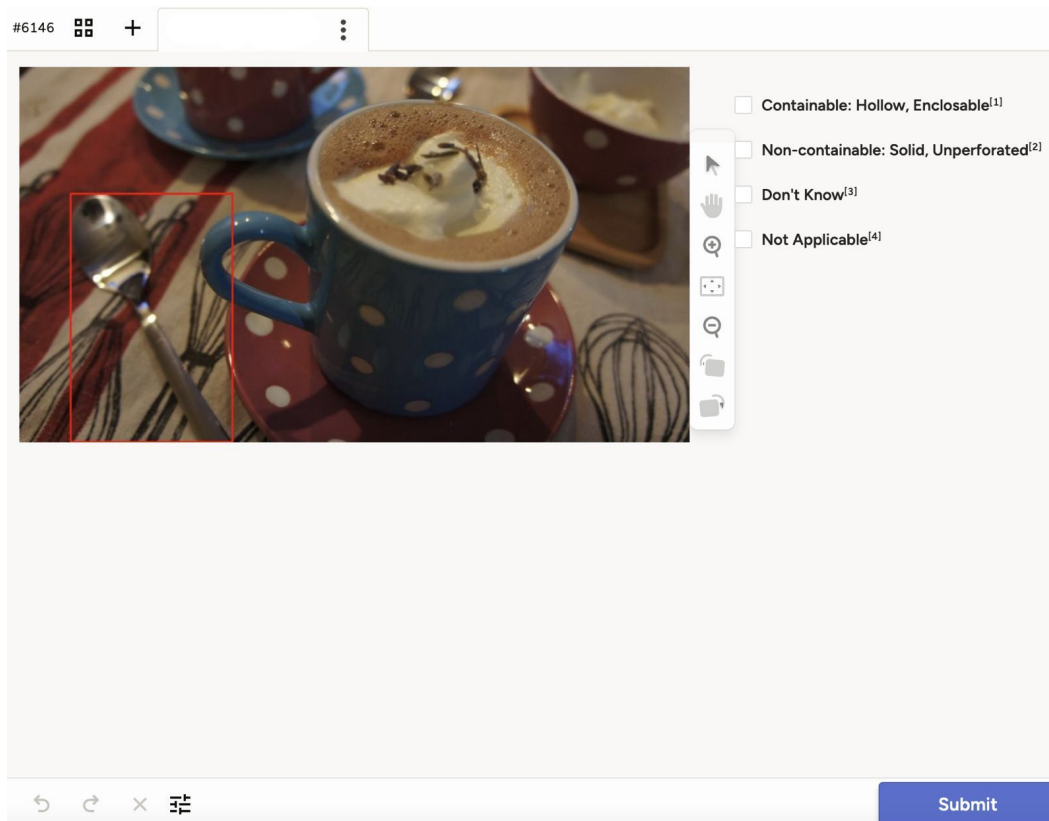 #6146
Containable: Hollow, Enclosable[1]
Non-containable: Solid, Unperforated[2]
Don't Know[3]
Not Applicable[4]
Submit